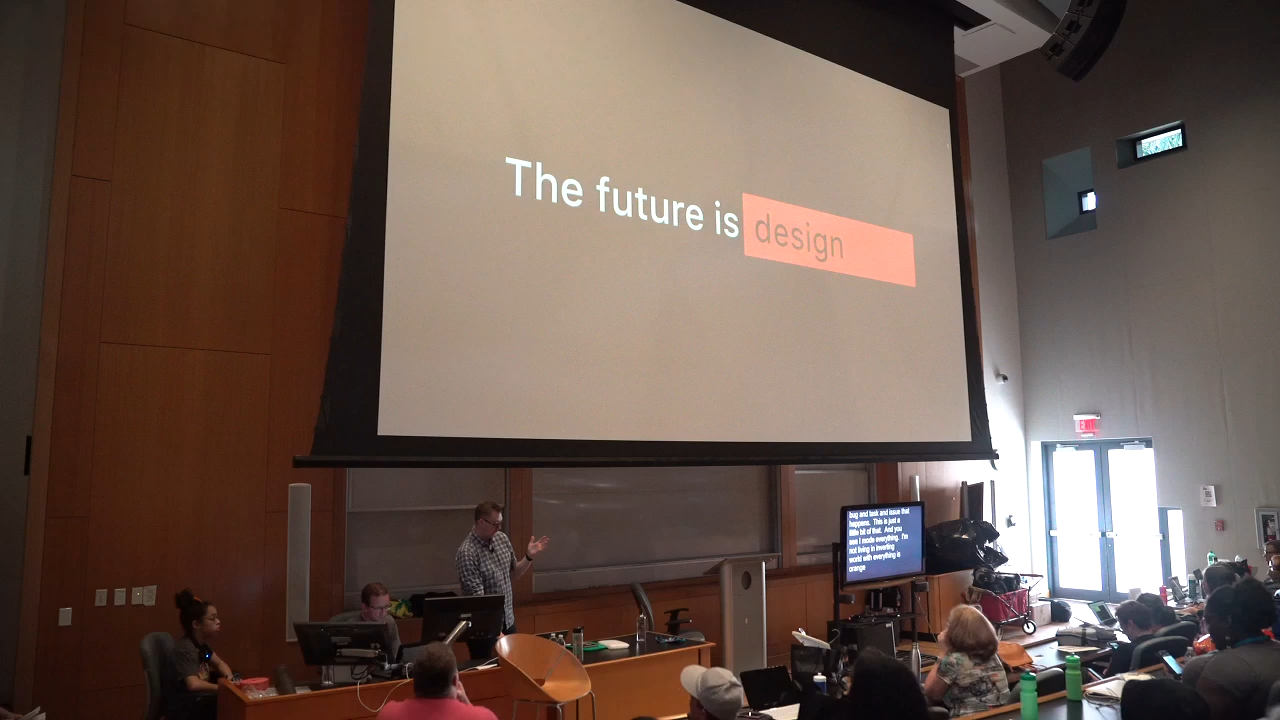 The future is design
EXIT
bug and task and issue that
happens. This is just a
little bit of that. And you
see I mode everything. I'm
not living in inverting
world with everything is
orange